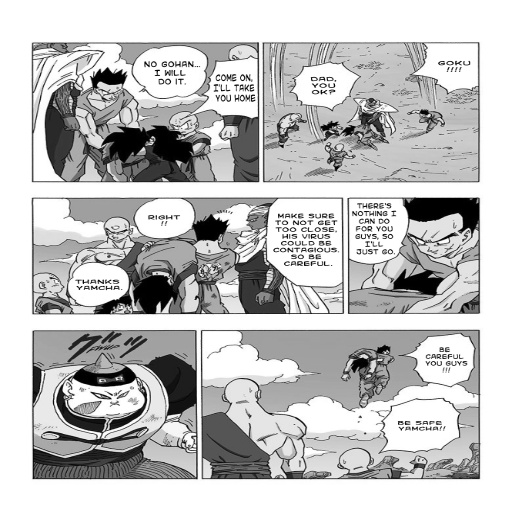 NO GOHAN...
I WILL
DO IT.
COME ON,
I'LL TAKE
YOU HOME
DAD,
YOU
OK?
GOKU
!!!!
RIGHT
!!
THANKS
YAMCHA.
MAKE SURE
TO NOT GET
TOO CLOSE,
HIS VIRUS
COULD BE
CONTAGIOUS.
SO BE
CAREFUL.
THERE'S
NOTHING I
CAN DO
FOR YOU
GUYS, SO
I'LL
JUST GO.
BE
CAREFUL
YOU GUYS
!!!
BE SAFE
YAMCHA!!